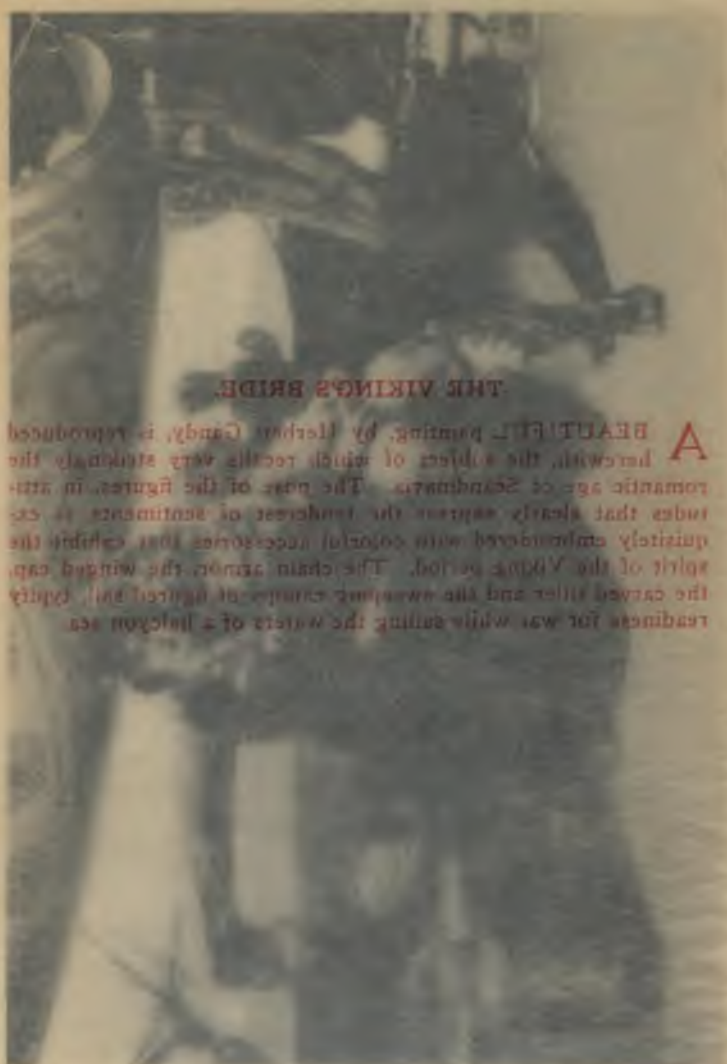 THE VIKING'S BRIDE.
A BEAUTIFUL painting, by Herbert Gandy, is reproduced
herewith, the subject of which recalls very strikingly the
romantic age of Scandinavia. The pose of the figures, in atti-
tudes that clearly express the tenderest of sentiments is ex-
quisitely embroidered with colorful accessories that exhibit the
spirit of the Viking period. The chain armor, the winged cap,
the carved tiller and the sweeping canopy of figured sail, typify
readiness for war while sailing the waters of a halcyon sea.